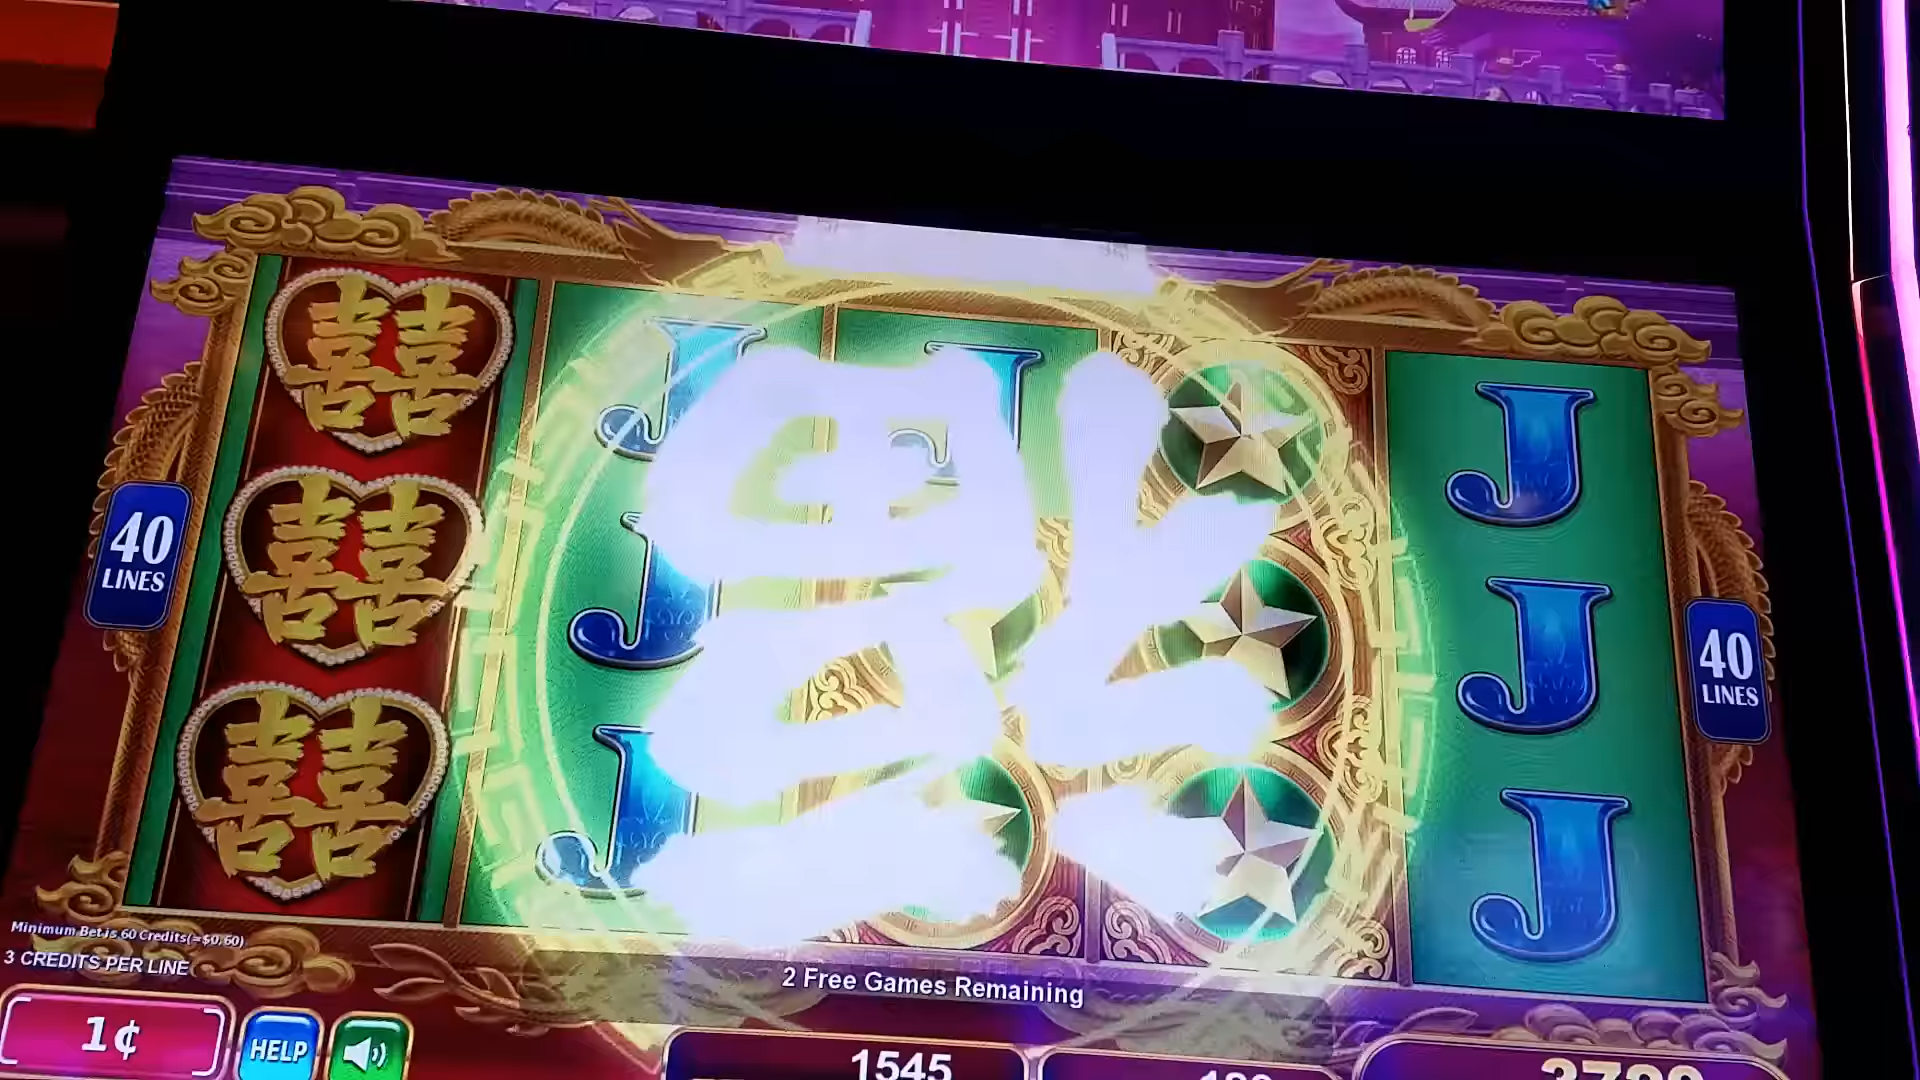 囍 J J J
40 LINES
囍 J J
福
40 LINES
囍 J J
Minimum Bet is 60 Credits(=$0.60)
3 CREDITS PER LINE
2 Free Games Remaining
1¢
HELP
1545